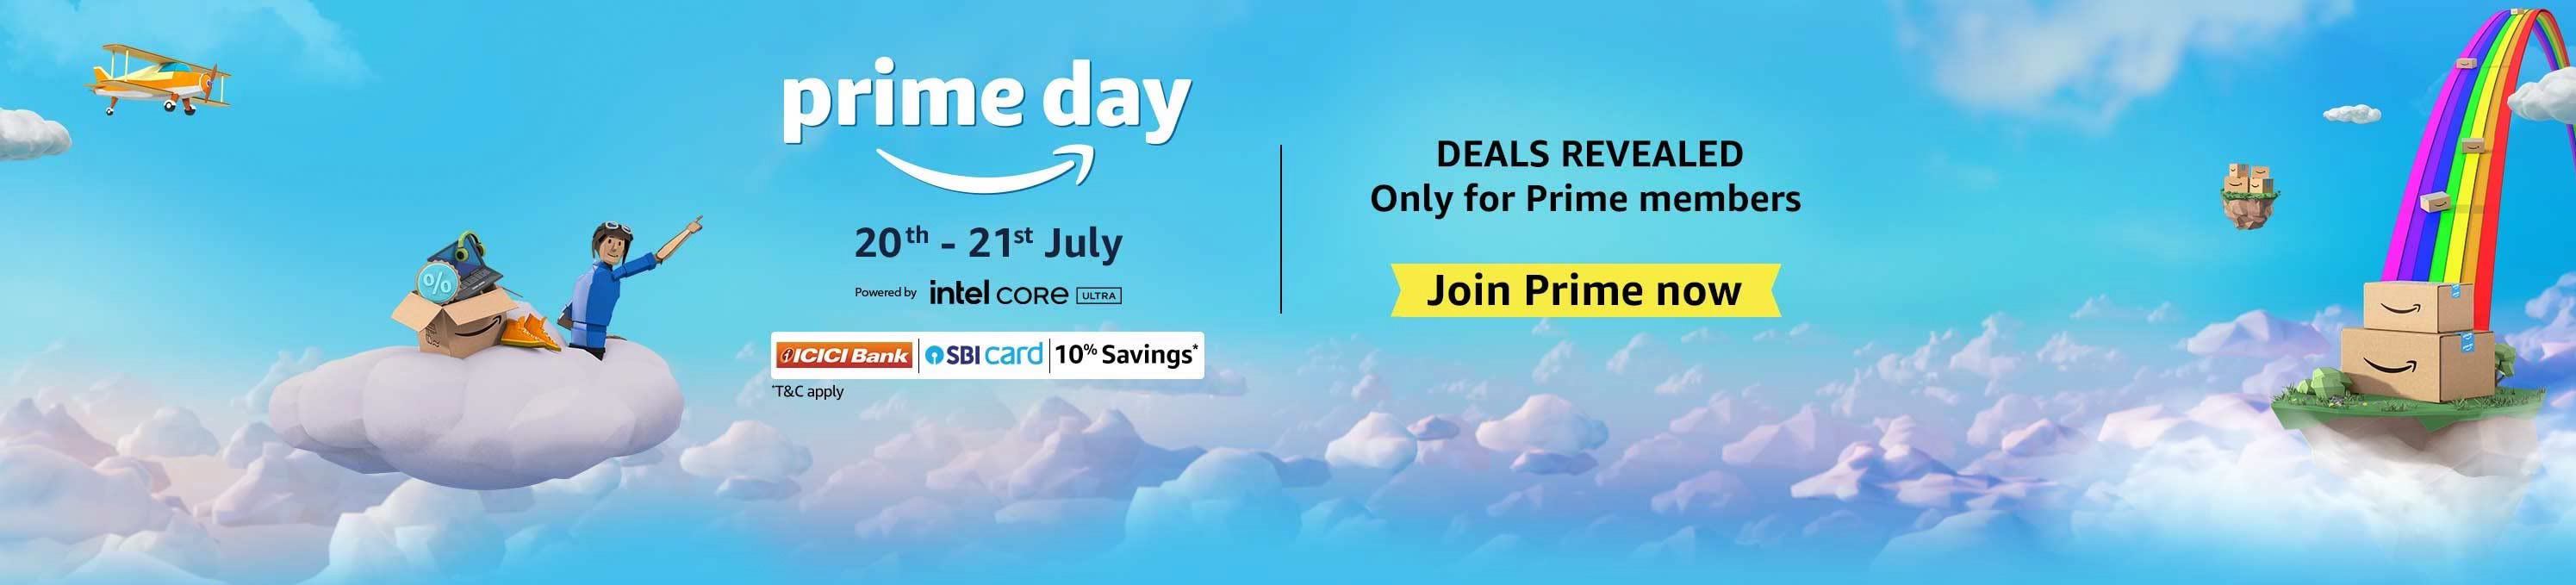 prime day
20th - 21st July
Powered by intel CORE ULTRA
ICICI Bank SBI card 10% Savings*
*T&C apply
DEALS REVEALED
Only for Prime members
Join Prime now
%